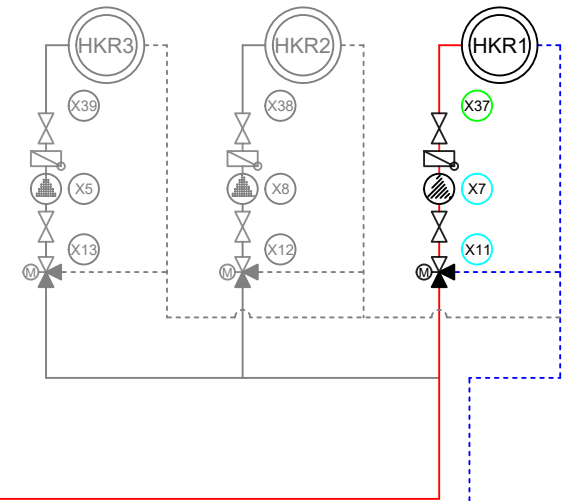 HKR3 HKR2 HKR1
X39 X38 X37
X5 X8 X7
X13 X12 X11
M M M